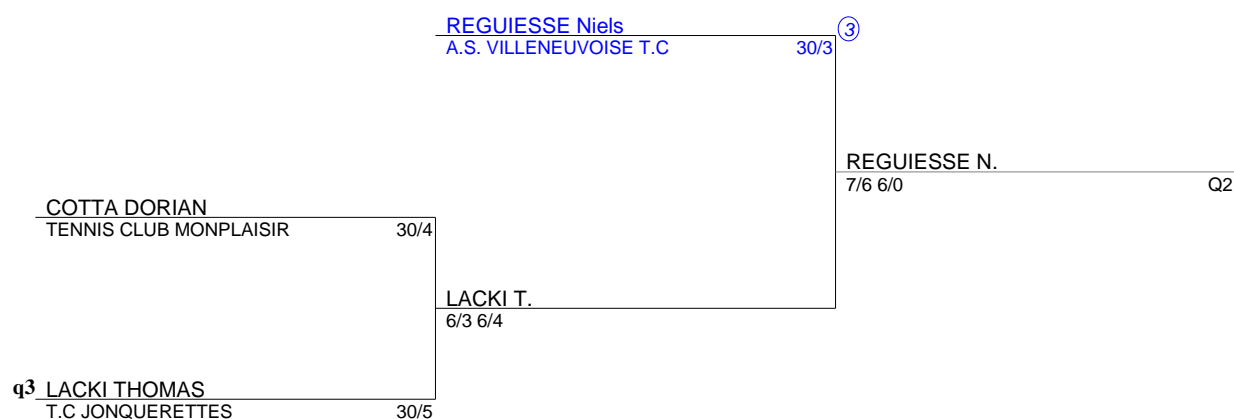 REGUIESSE Niels
3
A.S. VILLENEUVOISE T.C 30/3
REGUIESSE N.
7/6 6/0 Q2
COTTA DORIAN
TENNIS CLUB MONPLAISIR 30/4
LACKI T.
6/3 6/4
q3 LACKI THOMAS
T.C JONQUERETTES 30/5